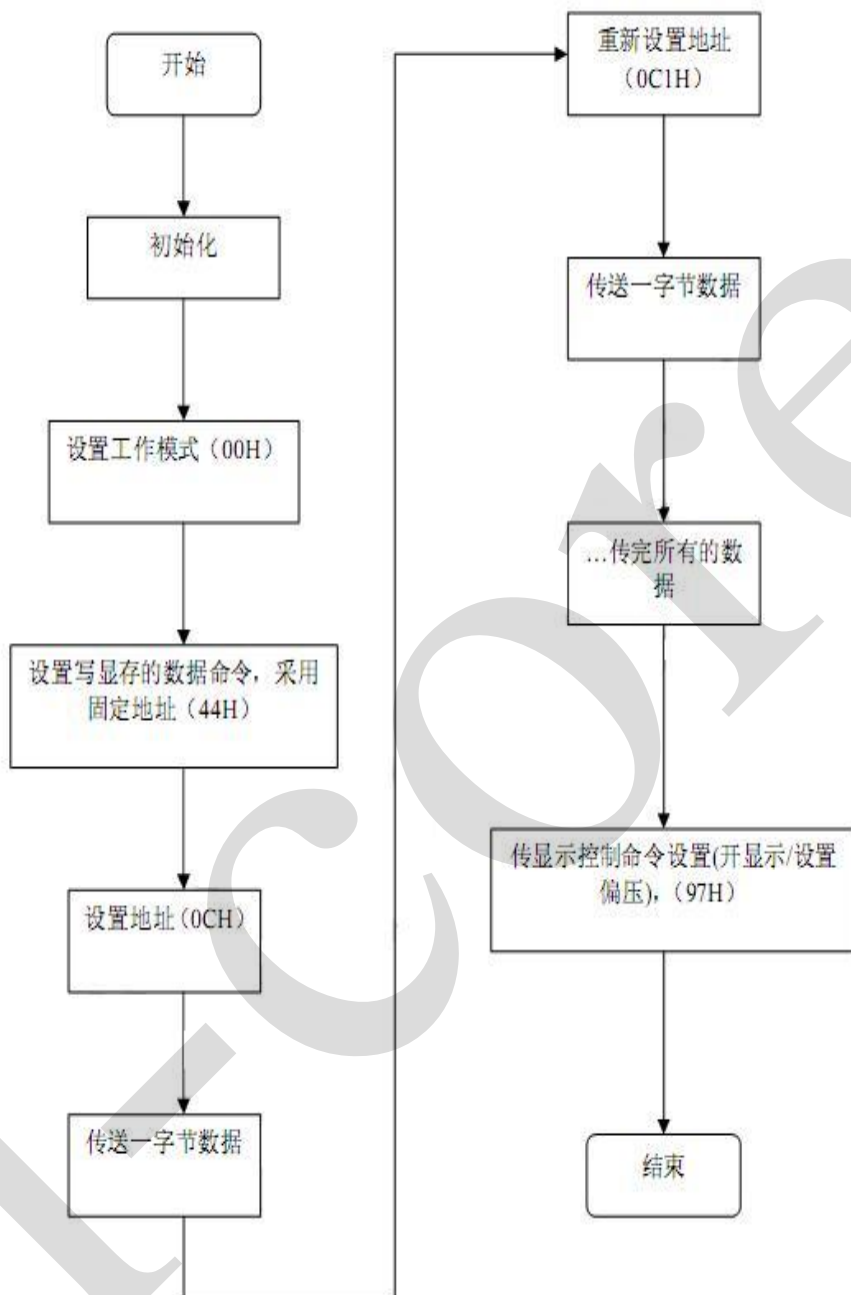 开始
初始化
设置工作模式（00H）
设置写显存的数据命令，采用
固定地址（44H）
设置地址(0CH)
传送一字节数据
重新设置地址
（0C1H）
传送一字节数据
…传完所有的数
据
传显示控制命令设置(开显示/设置
偏压)，（97H）
结束
i-core